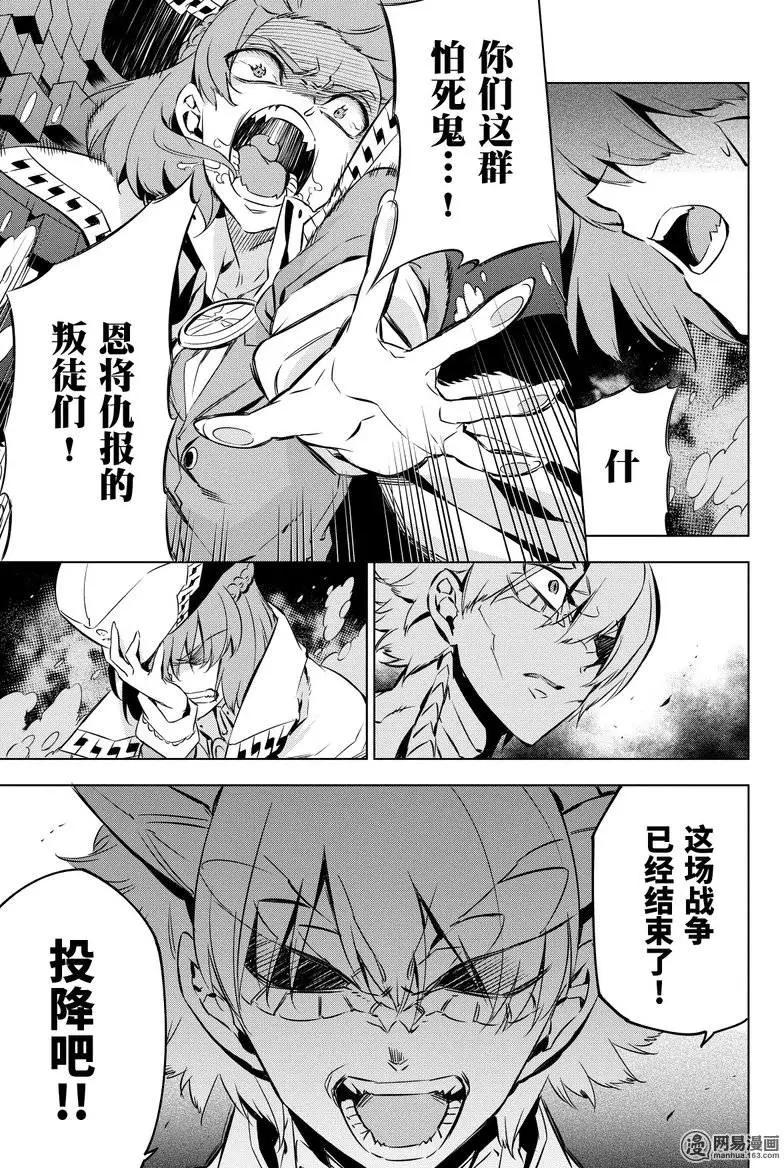 什
你们这群
怕死鬼…！
恩将仇报的
叛徒们！
这场战争
已经结束了！
投降吧!!
漫 网易漫画
manhua.163.com